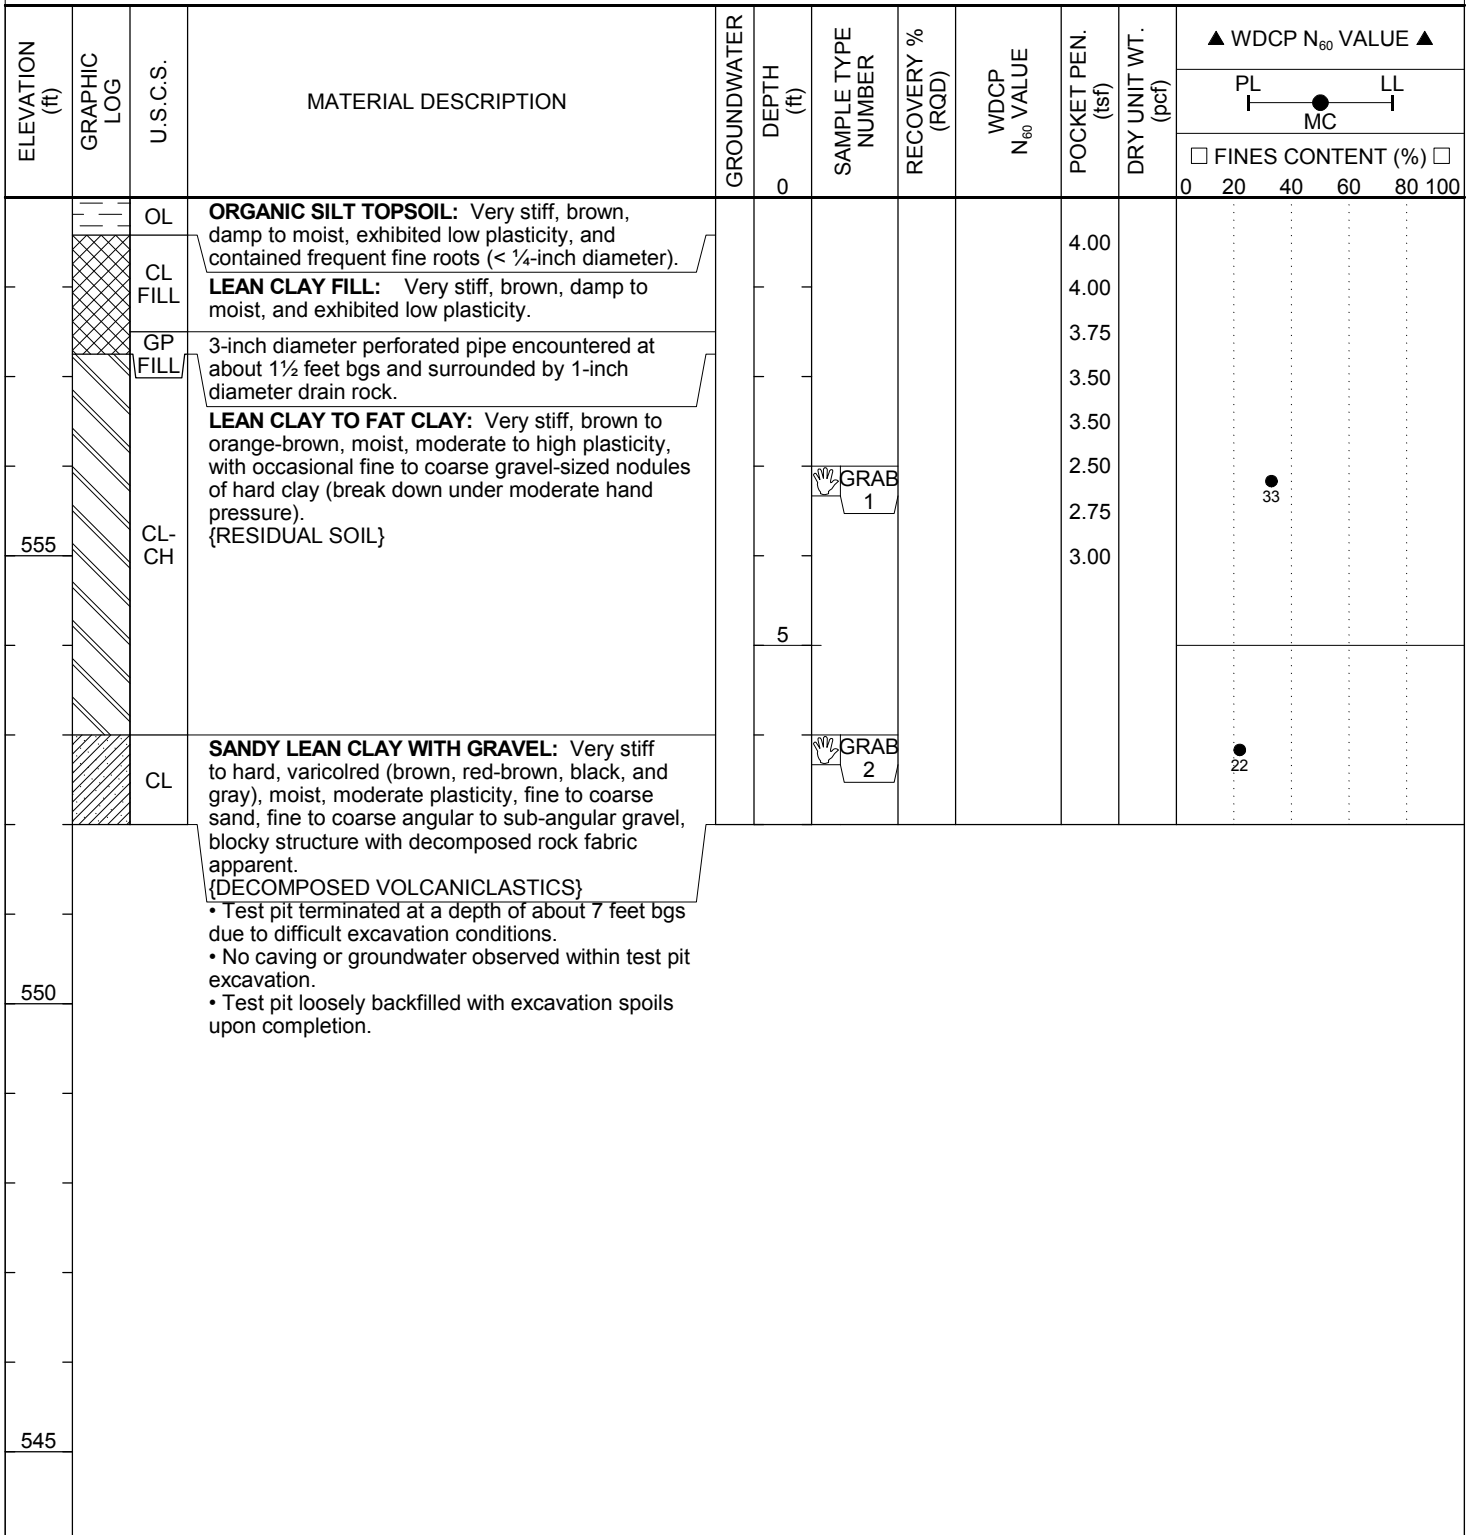 ELEVATION
(ft)
GRAPHIC
LOG
U.S.C.S.
MATERIAL DESCRIPTION
GROUNDWATER
DEPTH
(ft)
0
SAMPLE TYPE
NUMBER
RECOVERY %
(RQD)
WDCP
N60 VALUE
POCKET PEN.
(tsf)
DRY UNIT WT.
(pcf)
▲ WDCP N60 VALUE ▲
PL LL
MC
□ FINES CONTENT (%) □
0 20 40 60 80 100
OL
ORGANIC SILT TOPSOIL: Very stiff, brown,
damp to moist, exhibited low plasticity, and
contained frequent fine roots (< ¼-inch diameter).
CL
FILL
LEAN CLAY FILL: Very stiff, brown, damp to
moist, and exhibited low plasticity.
GP
FILL
3-inch diameter perforated pipe encountered at
about 1½ feet bgs and surrounded by 1-inch
diameter drain rock.
CL-
CH
LEAN CLAY TO FAT CLAY: Very stiff, brown to
orange-brown, moist, moderate to high plasticity,
with occasional fine to coarse gravel-sized nodules
of hard clay (break down under moderate hand
pressure).
{RESIDUAL SOIL}
4.00
4.00
3.75
3.50
3.50
2.50
2.75
3.00
GRAB
1
33
555
5
CL
SANDY LEAN CLAY WITH GRAVEL: Very stiff
to hard, varicolred (brown, red-brown, black, and
gray), moist, moderate plasticity, fine to coarse
sand, fine to coarse angular to sub-angular gravel,
blocky structure with decomposed rock fabric
apparent.
{DECOMPOSED VOLCANICLASTICS}
GRAB
2
22
• Test pit terminated at a depth of about 7 feet bgs
due to difficult excavation conditions.
• No caving or groundwater observed within test pit
excavation.
• Test pit loosely backfilled with excavation spoils
upon completion.
550
545